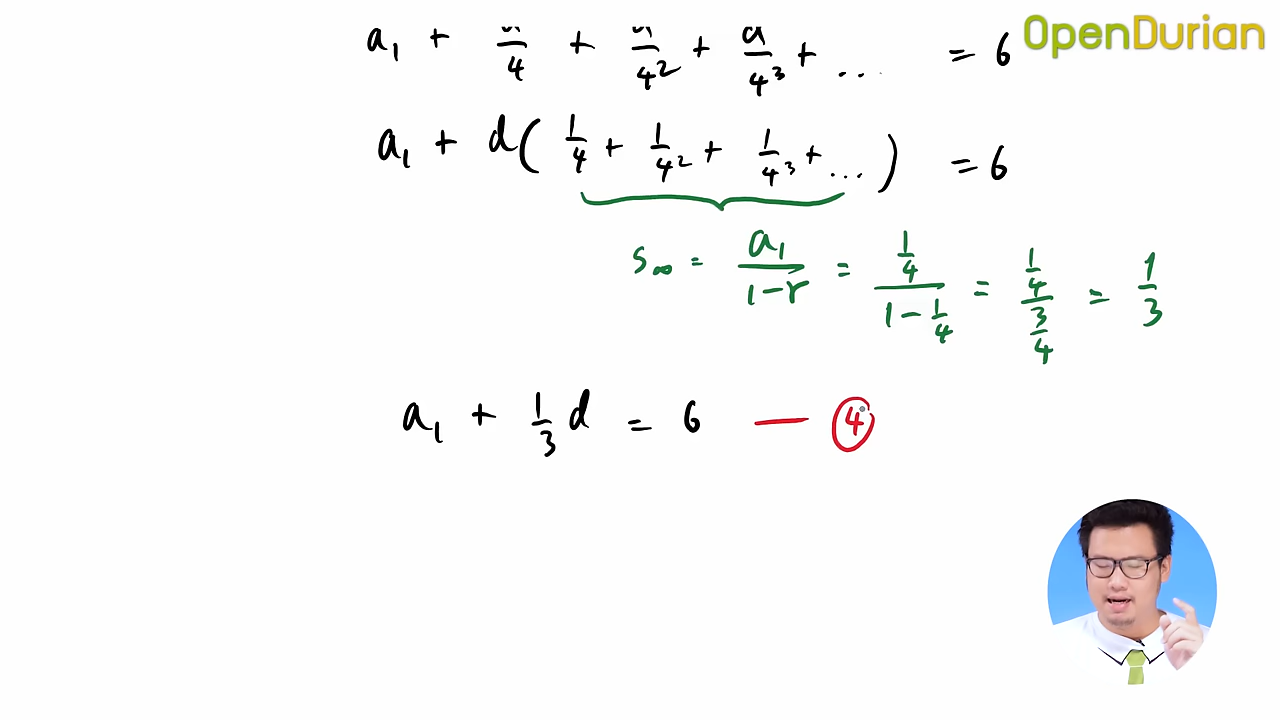 OpenDurian
a₁ + d/4 + d/4² + d/4³ + ... = 6
a₁ + d( 1/4 + 1/4² + 1/4³ + ... ) = 6
S∞ = a₁/(1-r) = (1/4)/(1-1/4) = (1/4)/(3/4) = 1/3
a₁ + 1/3 d = 6 — ④